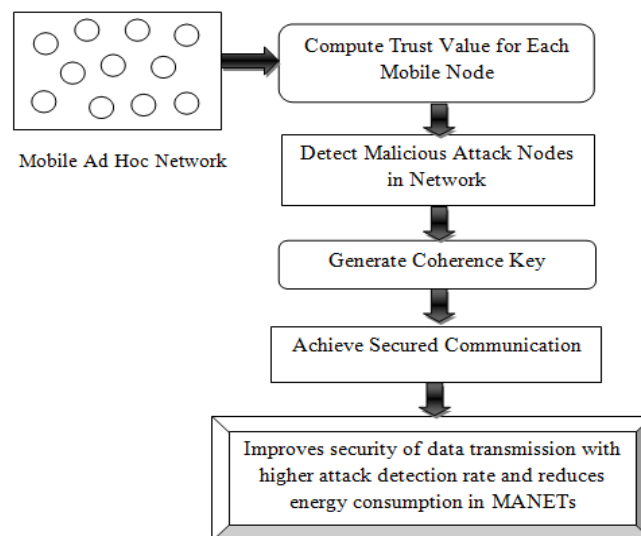 Compute Trust Value for Each
Mobile Node
Mobile Ad Hoc Network
Detect Malicious Attack Nodes
in Network
Generate Coherence Key
Achieve Secured Communication
Improves security of data transmission with
higher attack detection rate and reduces
energy consumption in MANETs